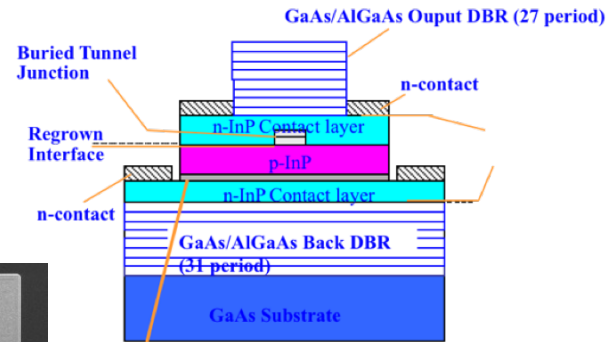 GaAs/AlGaAs Ouput DBR (27 period)
Buried Tunnel
Junction
n-contact
n-InP Contact layer
Regrown
Interface
p-InP
n-InP Contact layer
n-contact
GaAs/AlGaAs Back DBR
(31 period)
GaAs Substrate